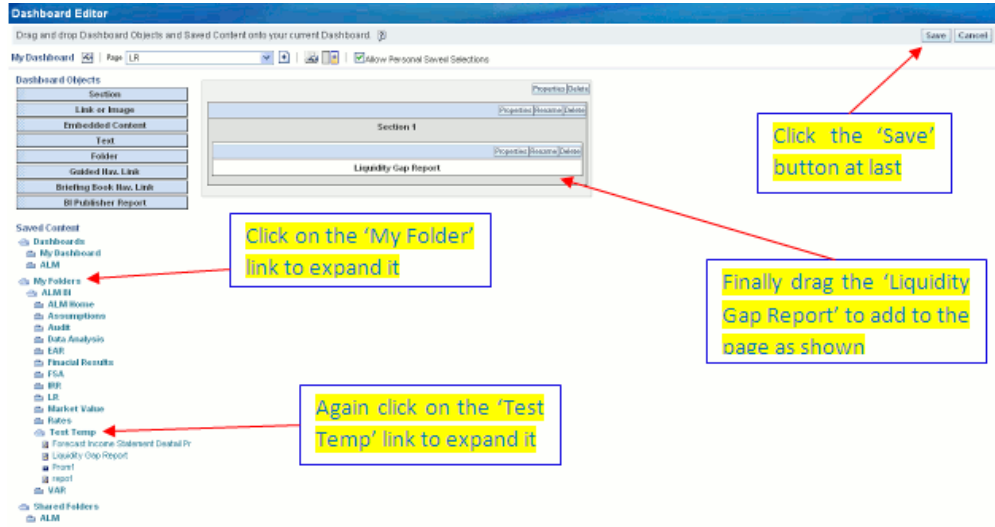 Dashboard Editor
Drag and drop Dashboard Objects and Saved Content onto your current Dashboard.
Save Cancel
My Dashboard Page LR Allow Personal Saved Selections
Dashboard Objects
Section
Link or Image
Embedded Content
Text
Folder
Guided Nav. Link
Briefing Book Nav. Link
BI Publisher Report
Properties Delete
Properties Rename Delete
Section 1
Properties Rename Delete
Liquidity Gap Report
Click the ‘Save’
button at last
Saved Content
Dashboards
My Dashboard
ALM
My Folders
ALM BI
ALM Home
Assumptions
Audit
Data Analysis
EAR
Finacial Results
FSA
IRR
LR
Market Value
Rates
Test Temp
Forecast Income Statement Deatail Pr
Liquidity Gap Report
Prom1
repo1
VAR
Shared Folders
ALM
Click on the ‘My Folder’
link to expand it
Finally drag the ‘Liquidity
Gap Report’ to add to the
page as shown
Again click on the ‘Test
Temp’ link to expand it